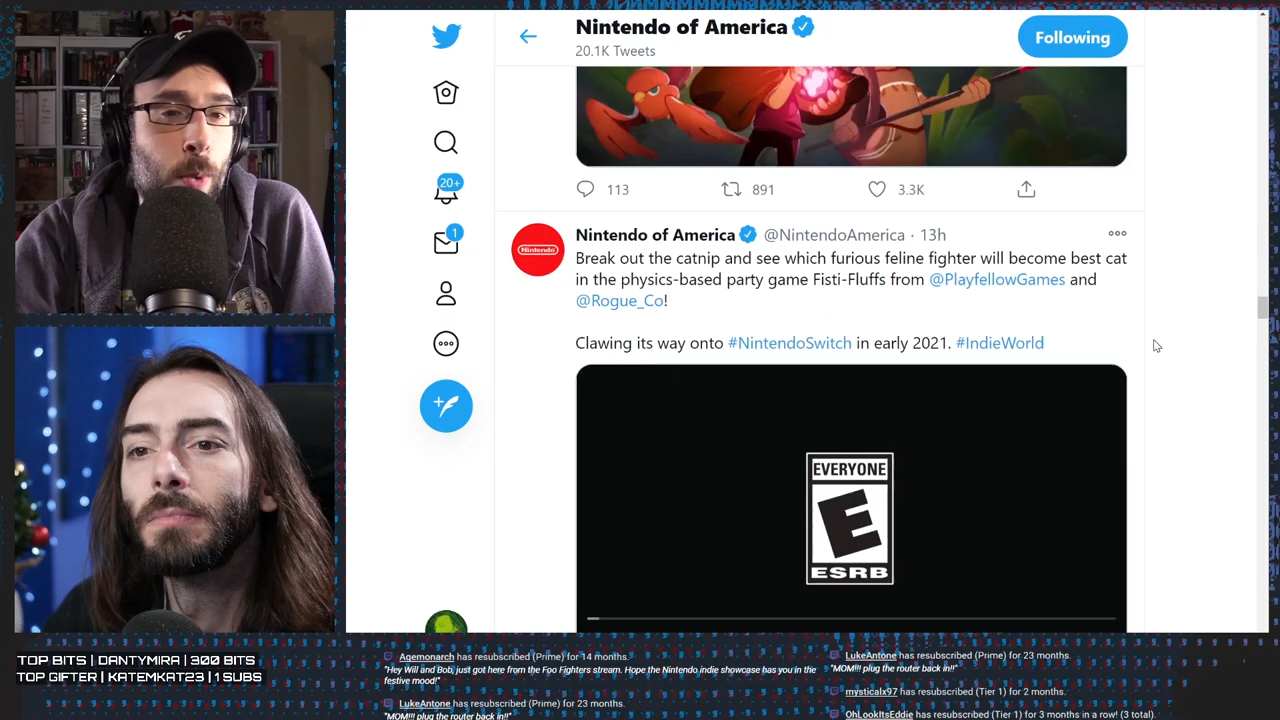 Nintendo of America
20.1K Tweets
Following
113
891
3.3K
20+
1
Nintendo
Nintendo of America @NintendoAmerica · 13h
Break out the catnip and see which furious feline fighter will become best cat
in the physics-based party game Fisti-Fluffs from @PlayfellowGames and
@Rogue_Co!
Clawing its way onto #NintendoSwitch in early 2021. #IndieWorld
EVERYONE
E
ESRB
TOP BITS | DANTYMIRA | 300 BITS
TOP GIFTER | KATEMKAT23 | 1 SUBS
Aqemonarch has resubscribed (Prime) for 14 months.
"Hey Will and Bob, just got here from the Foo Fighters stream. Hope the Nintendo indie showcase has you in the
festive mood!"
LukeAntone has resubscribed (Prime) for 23 months.
"MOM!!! plug the router back in!!"
LukeAntone has resubscribed (Prime) for 23 months.
"MOM!!! plug the router back in!!"
mysticalx97 has resubscribed (Tier 1) for 2 months.
OhLookItsEddie has resubscribed (Tier 1) for 3 months in a row! (3 total).